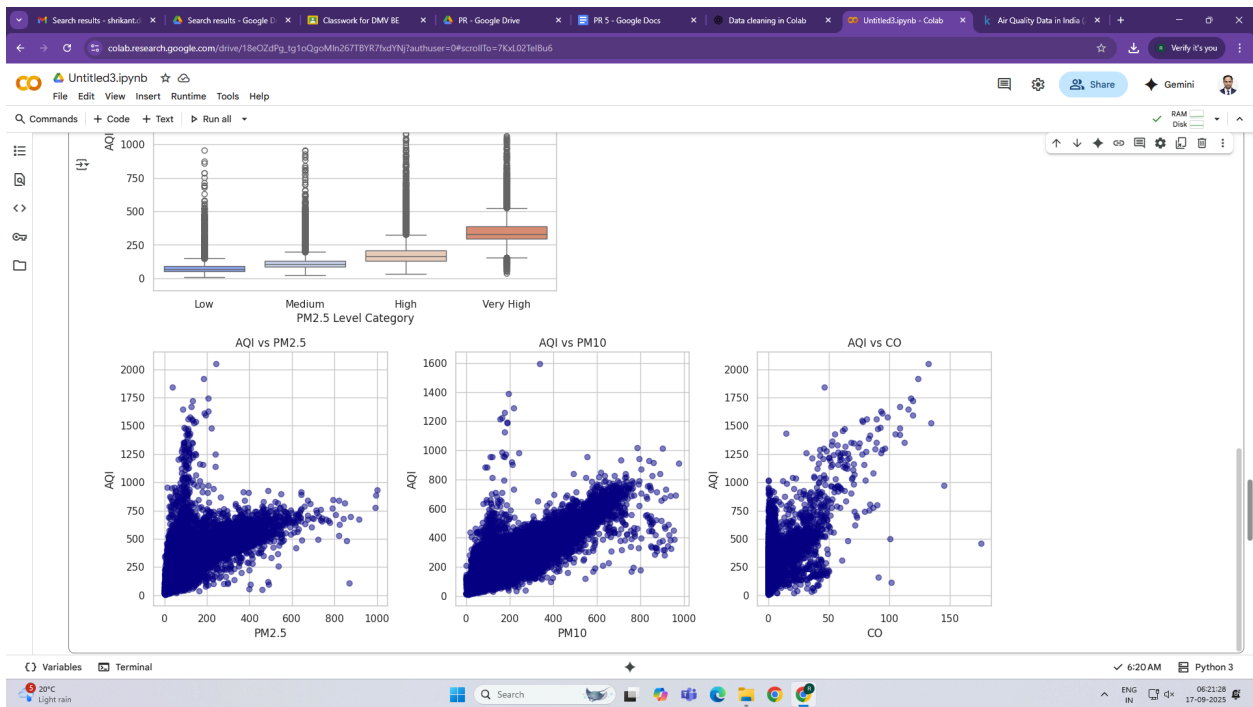 Search results - shrikant.d
Search results - Google D
Classwork for DMV BE
PR - Google Drive
PR 5 - Google Docs
Data cleaning in Colab
Untitled3.ipynb - Colab
Air Quality Data in India (
colab.research.google.com/drive/18eOZdPg_tg1oQgoMIn267TBYR7fxdYNj?authuser=0#scrollTo=7KxL02TeIBu6
Verify it's you
CO Untitled3.ipynb
Share
Gemini
File Edit View Insert Runtime Tools Help
Commands + Code + Text Run all
RAM
Disk
AQI
1000
750
500
250
0
Low Medium High Very High
PM2.5 Level Category
AQI vs PM2.5
2000
1750
1500
1250
1000
750
500
250
0
AQI
0 200 400 600 800 1000
PM2.5
AQI vs PM10
1600
1400
1200
1000
800
600
400
200
0
AQI
0 200 400 600 800 1000
PM10
AQI vs CO
2000
1750
1500
1250
1000
750
500
250
0
AQI
0 50 100 150
CO
Variables Terminal
6:20 AM Python 3
5
20°C
Light rain
Search
ENG
IN
06:21:28
17-09-2025